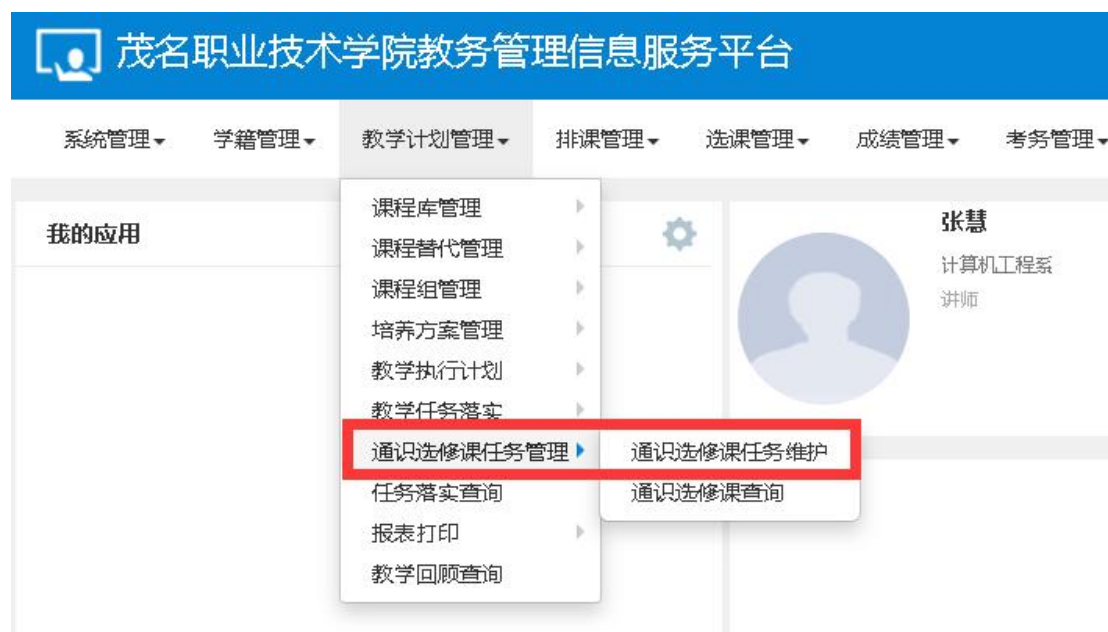 茂名职业技术学院教务管理信息服务平台
系统管理 学籍管理 教学计划管理 排课管理 选课管理 成绩管理 考务管理
我的应用
课程库管理
课程替代管理
课程组管理
培养方案管理
教学执行计划
教学任务落实
通识选修课任务管理 通识选修课任务维护
任务落实查询 通识选修课查询
报表打印
教学回顾查询
张慧
计算机工程系
讲师